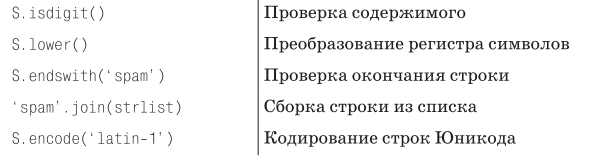 S.isdigit() Проверка содержимого
S.lower() Преобразование регистра символов
S.endswith(‘spam’) Проверка окончания строки
‘spam’.join(strlist) Сборка строки из списка
S.encode(‘latin-1’) Кодирование строк Юникода